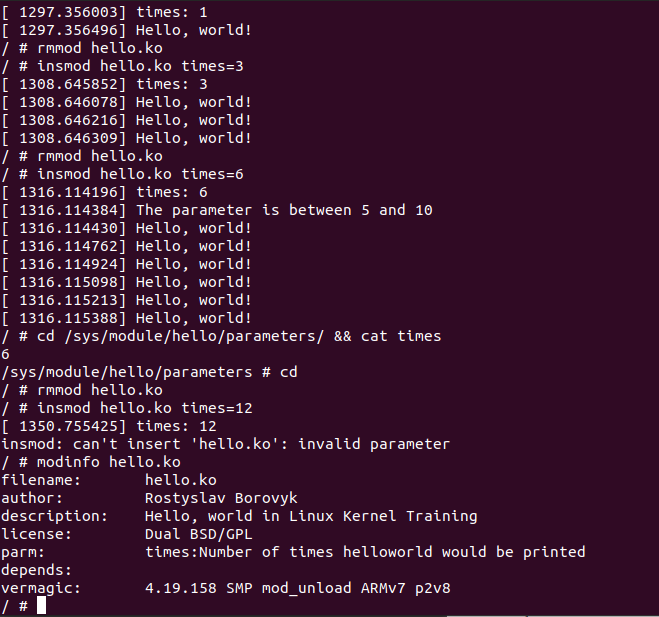 [ 1297.356003] times: 1
[ 1297.356496] Hello, world!
/ # rmmod hello.ko
/ # insmod hello.ko times=3
[ 1308.645852] times: 3
[ 1308.646078] Hello, world!
[ 1308.646216] Hello, world!
[ 1308.646309] Hello, world!
/ # rmmod hello.ko
/ # insmod hello.ko times=6
[ 1316.114196] times: 6
[ 1316.114384] The parameter is between 5 and 10
[ 1316.114430] Hello, world!
[ 1316.114762] Hello, world!
[ 1316.114924] Hello, world!
[ 1316.115098] Hello, world!
[ 1316.115213] Hello, world!
[ 1316.115388] Hello, world!
/ # cd /sys/module/hello/parameters/ && cat times
6
/sys/module/hello/parameters # cd
/ # rmmod hello.ko
/ # insmod hello.ko times=12
[ 1350.755425] times: 12
insmod: can't insert 'hello.ko': invalid parameter
/ # modinfo hello.ko
filename:       hello.ko
author:         Rostyslav Borovyk
description:    Hello, world in Linux Kernel Training
license:        Dual BSD/GPL
parm:           times:Number of times helloworld would be printed
depends:
vermagic:       4.19.158 SMP mod_unload ARMv7 p2v8
/ #